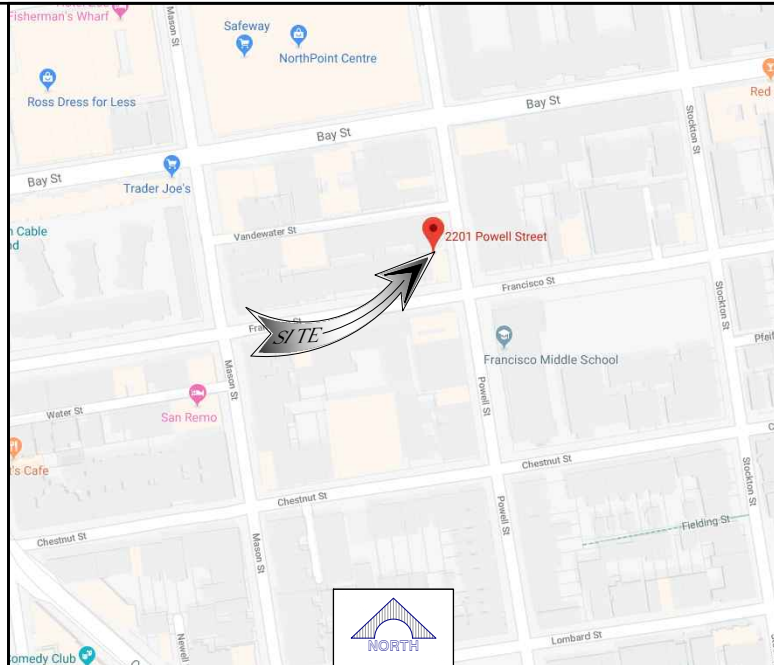 Fisherman's Wharf
Mason St
Safeway
NorthPoint Centre
Ross Dress for Less
Red
Bay St
Bay St
Bay St
Stockton St
Trader Joe's
Cable
Vandewater St
2201 Powell Street
Francisco St
SITE
Francisco Middle School
Stockton St
Mason St
Powell St
Water St
San Remo
's Cafe
Chestnut St
Chestnut St
Chestnut St
Stockton St
Powell St
Mason St
Fielding St
Newell
NORTH
Lombard St
omedy Club